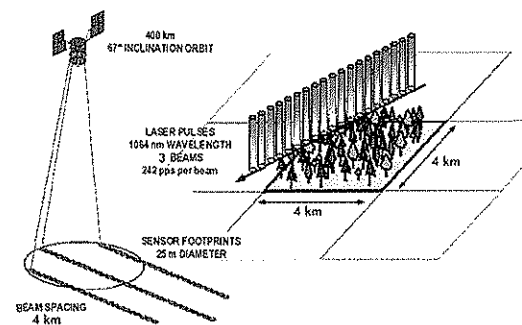 400 km
67° INCLINATION ORBIT
LASER PULSES
1064 nm WAVELENGTH
3 BEAMS
242 pps per beam
4 km
4 km
SENSOR FOOTPRINTS
25 m DIAMETER
BEAM SPACING
4 km